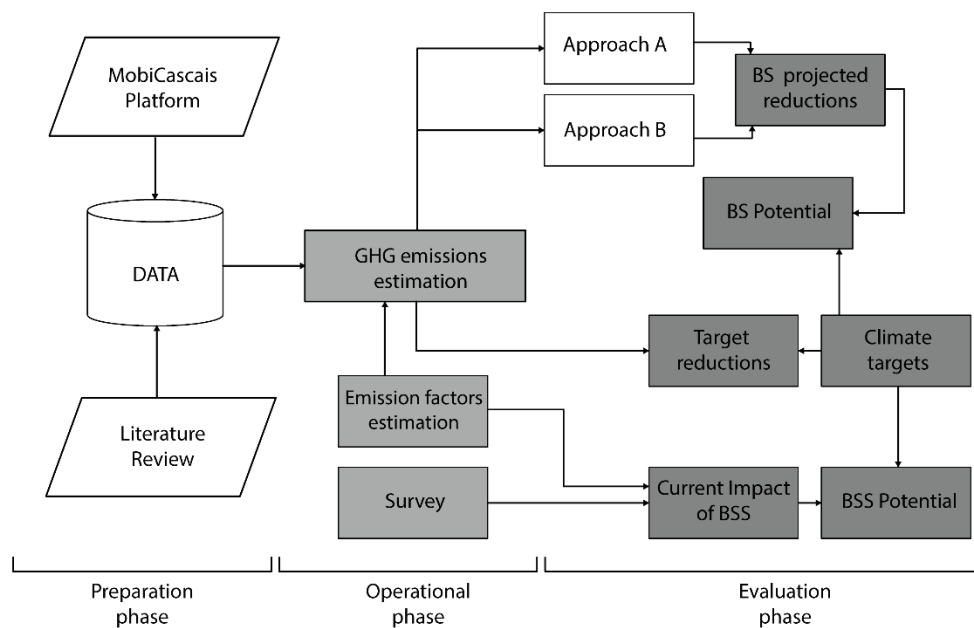 MobiCascais
Platform
DATA
Literature
Review
GHG emissions
estimation
Emission factors
estimation
Survey
Approach A
Approach B
BS projected
reductions
BS Potential
Target
reductions
Climate
targets
Current Impact
of BSS
BSS Potential
Preparation
phase
Operational
phase
Evaluation
phase